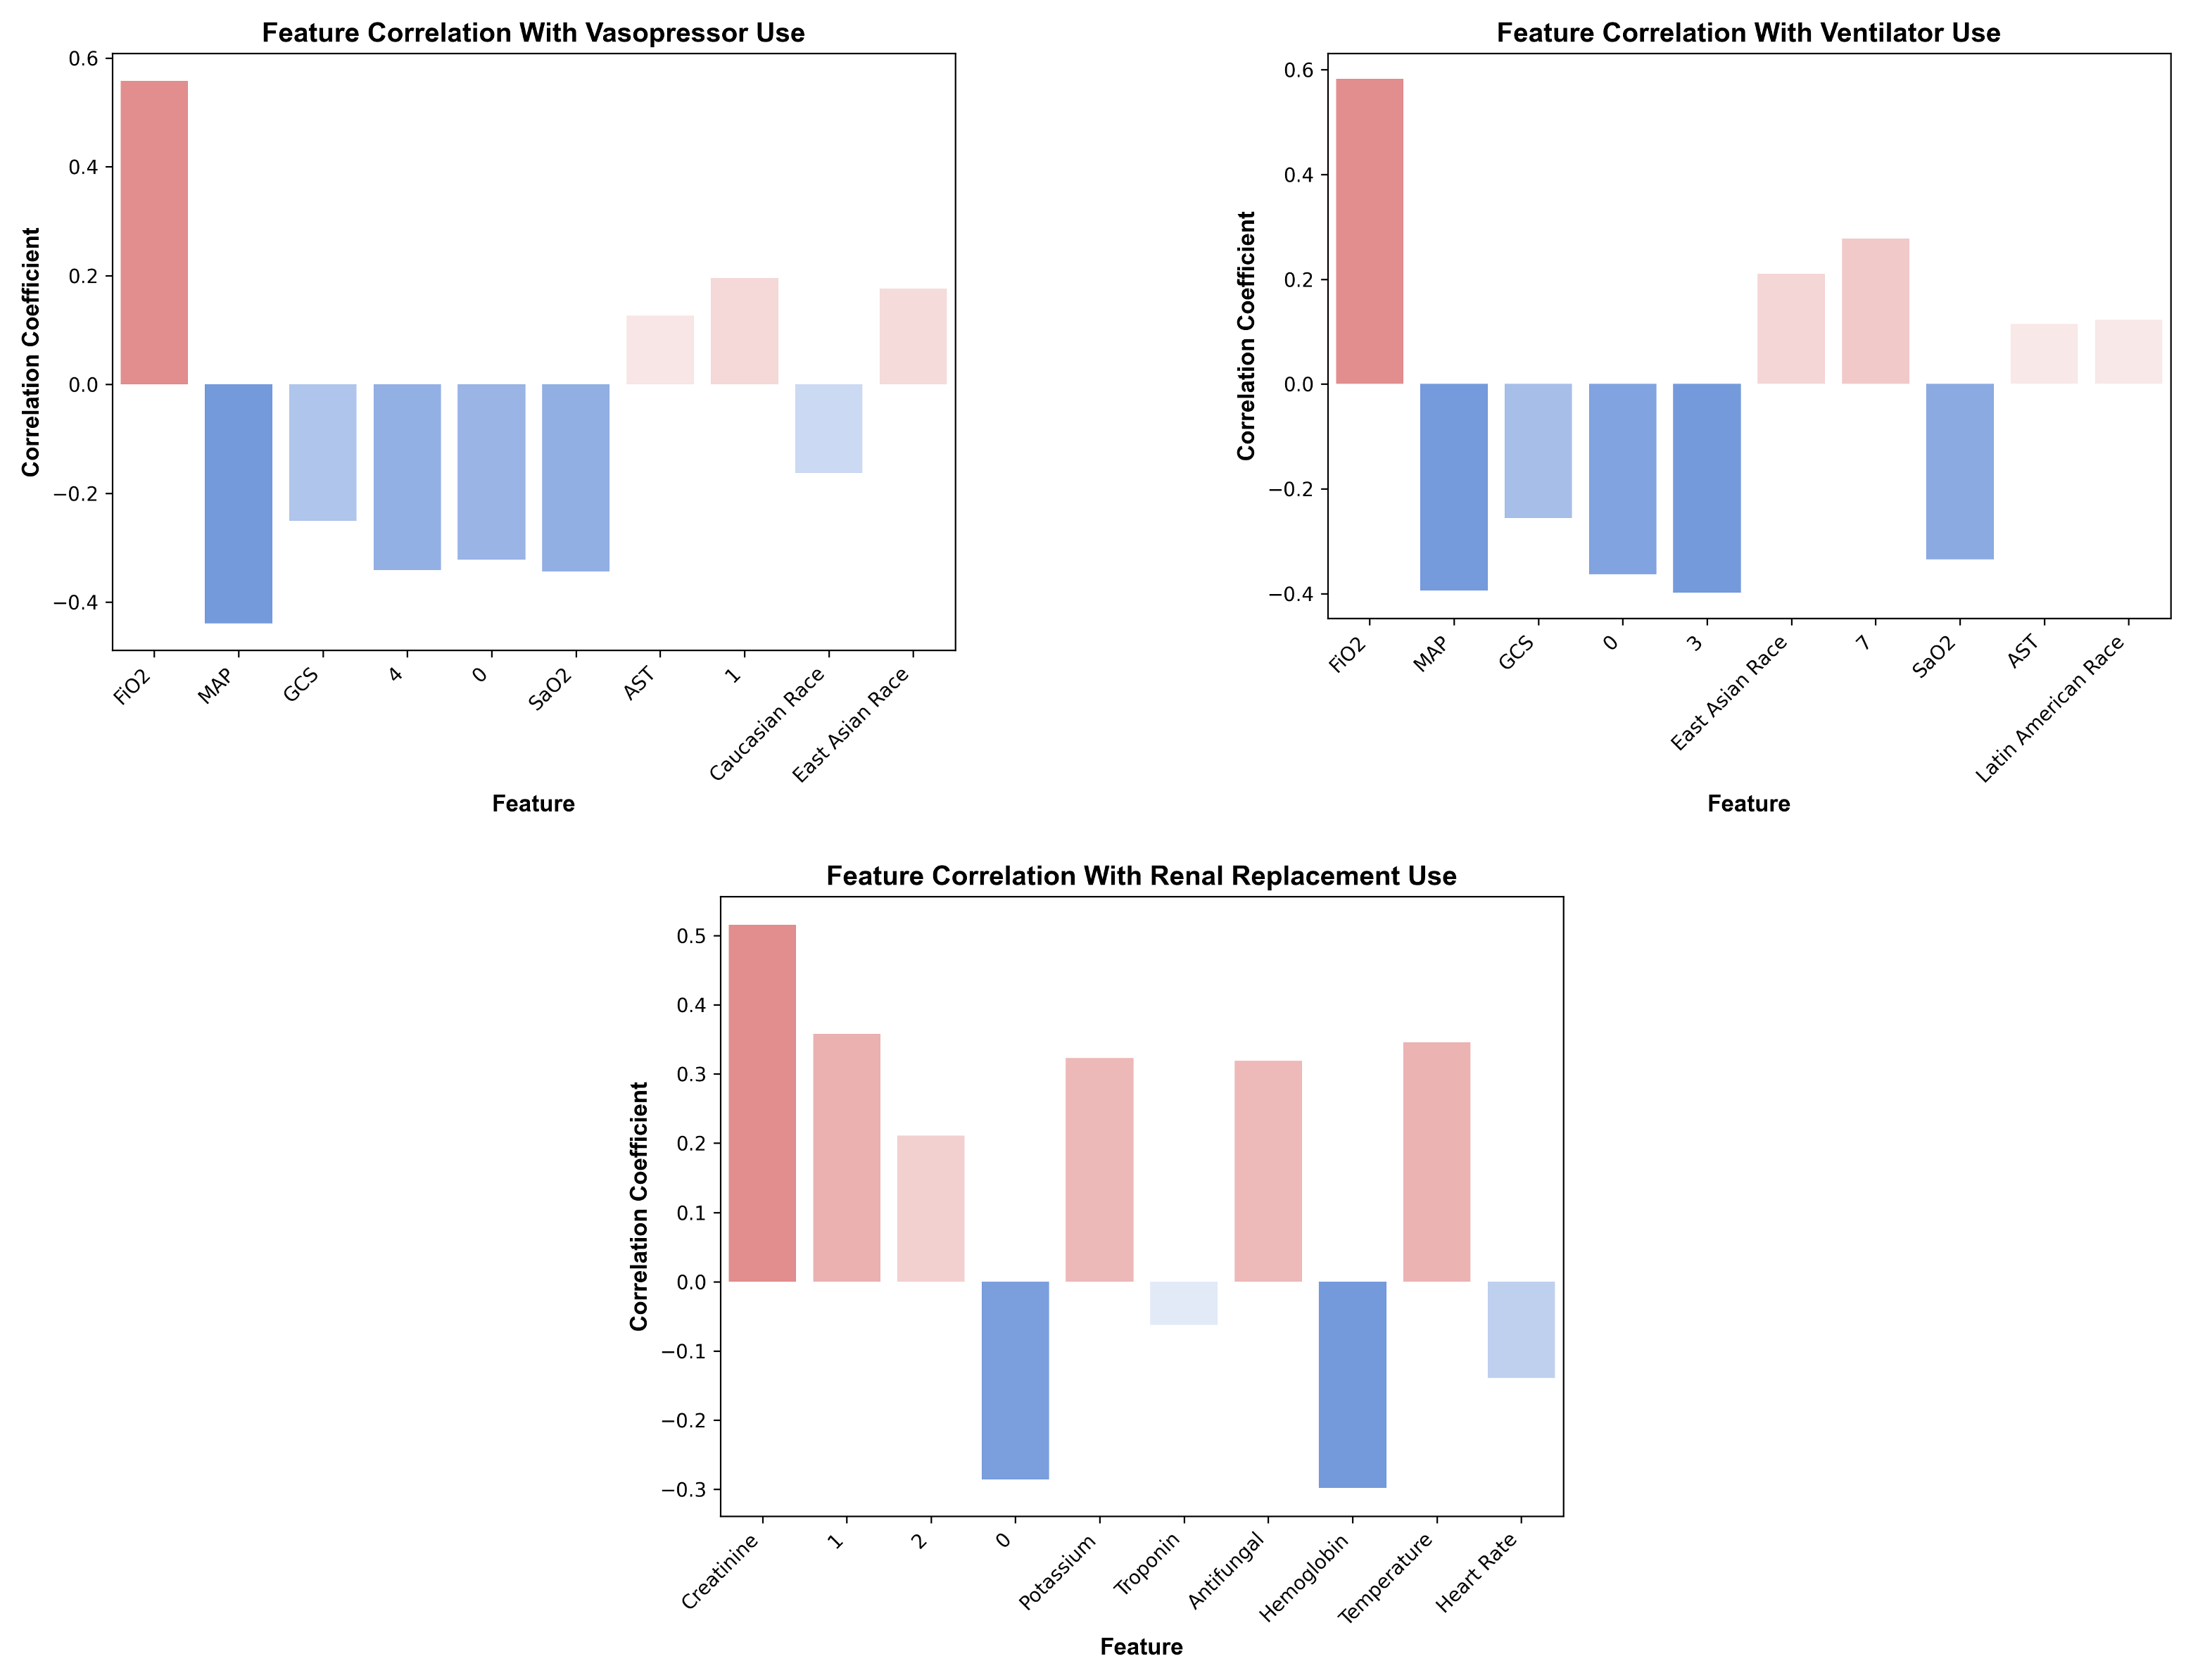 Feature Correlation With Vasopressor Use
Correlation Coefficient
0.6
0.4
0.2
0.0
−0.2
−0.4
FiO2
MAP
GCS
4
0
SaO2
AST
1
Caucasian Race
East Asian Race
Feature
Feature Correlation With Ventilator Use
Correlation Coefficient
0.6
0.4
0.2
0.0
−0.2
−0.4
FiO2
MAP
GCS
0
3
East Asian Race
7
SaO2
AST
Latin American Race
Feature
Feature Correlation With Renal Replacement Use
Correlation Coefficient
0.5
0.4
0.3
0.2
0.1
0.0
−0.1
−0.2
−0.3
Creatinine
1
2
0
Potassium
Troponin
Antifungal
Hemoglobin
Temperature
Heart Rate
Feature